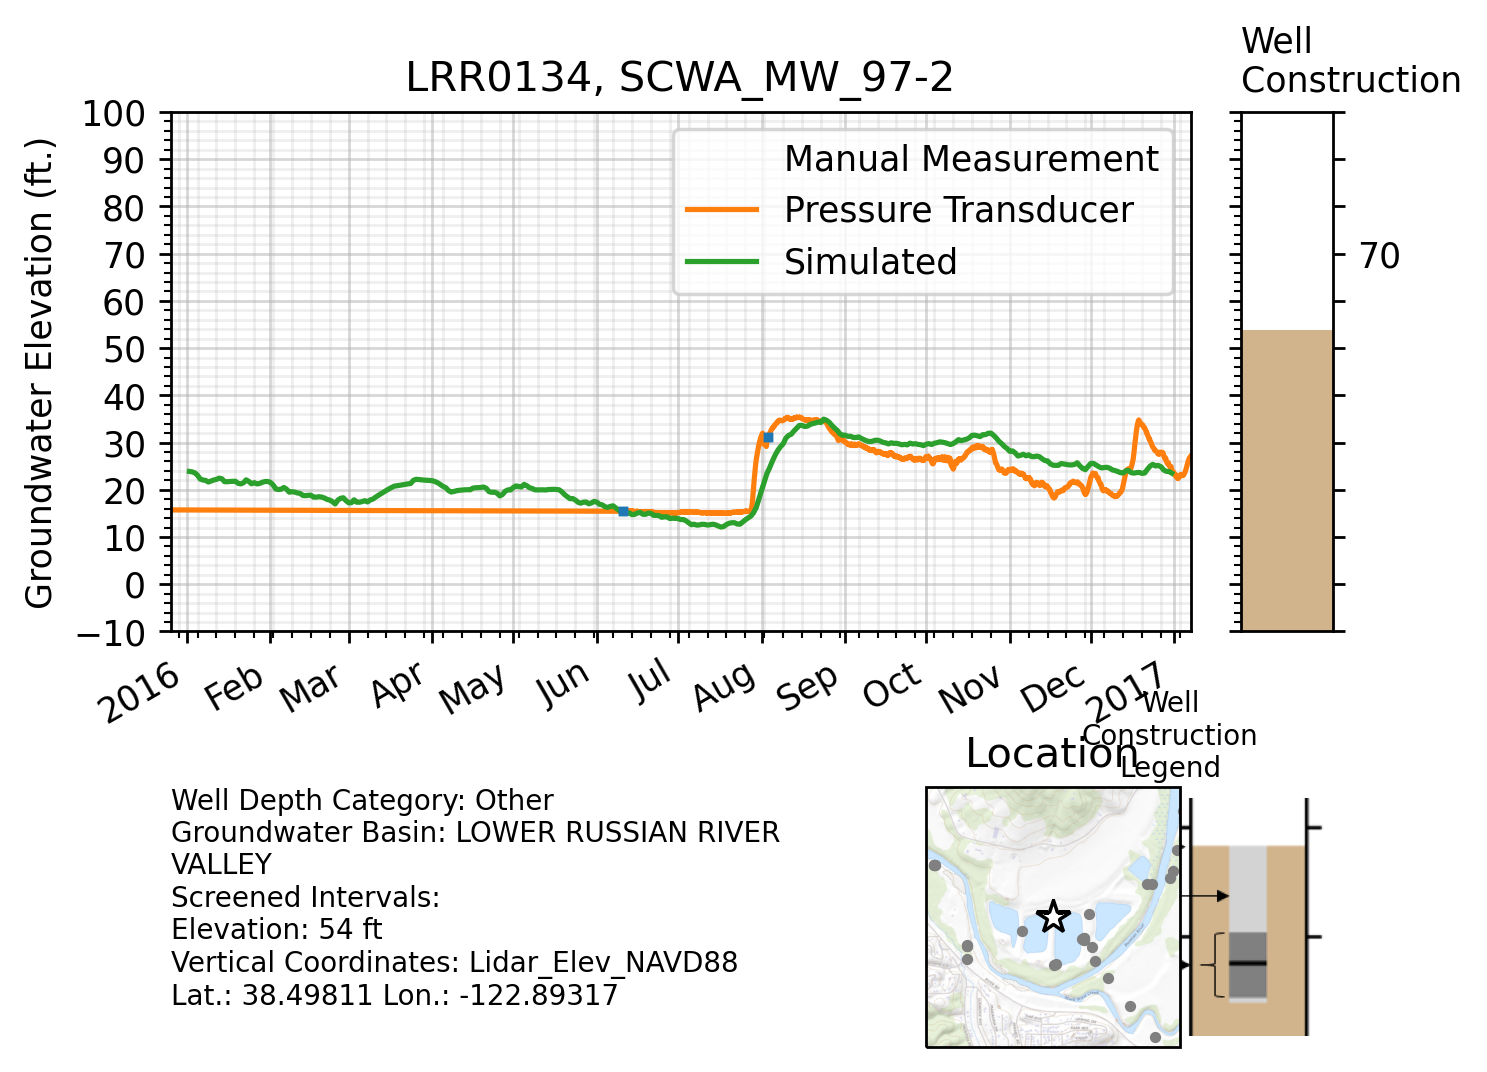 Well
Construction
LRR0134, SCWA_MW_97-2
Groundwater Elevation (ft.)
100
90
80
70
60
50
40
30
20
10
0
−10
Manual Measurement
Pressure Transducer
Simulated
70
2016
Feb
Mar
Apr
May
Jun
Jul
Aug
Sep
Oct
Nov
Dec
2017
Well
Construction
Legend
Location
Well Depth Category: Other
Groundwater Basin: LOWER RUSSIAN RIVER
VALLEY
Screened Intervals:
Elevation: 54 ft
Vertical Coordinates: Lidar_Elev_NAVD88
Lat.: 38.49811 Lon.: -122.89317